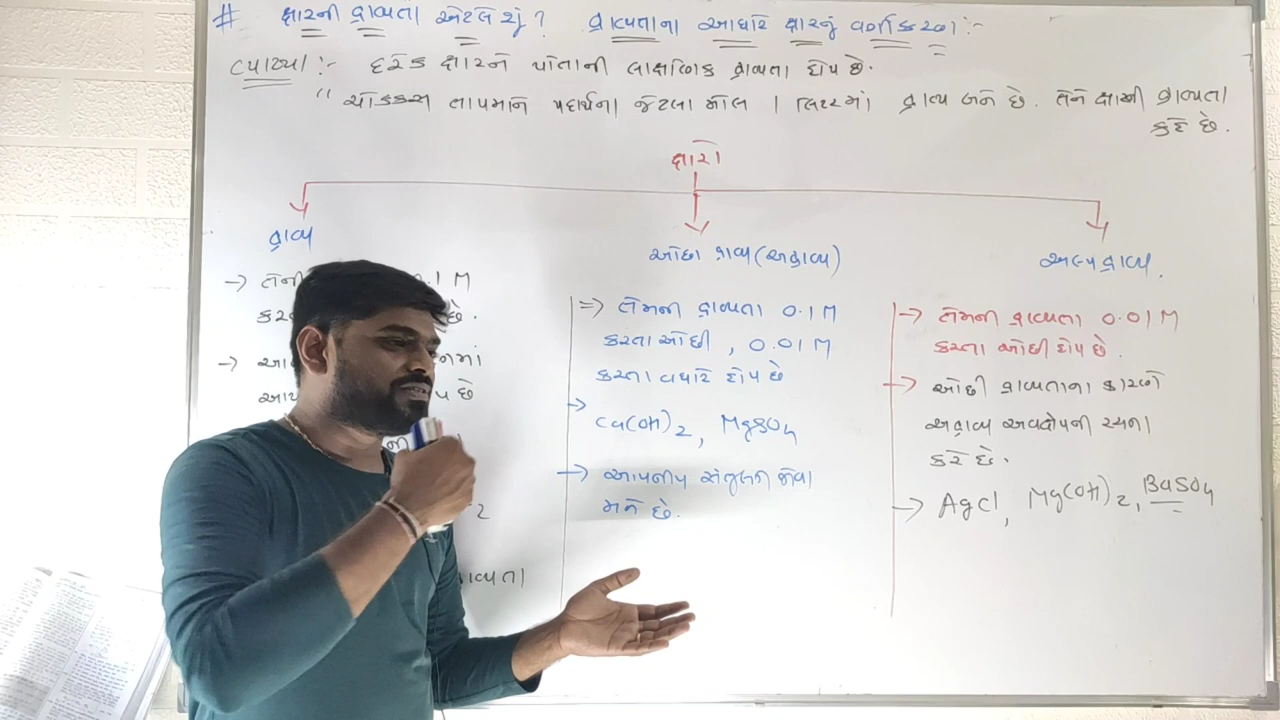 # ક્ષારની દ્રાવ્યતા એટલે શું? દ્રાવ્યતાના આધારે ક્ષારનું વર્ગીકરણ :-
વ્યાખ્યા :- દરેક ક્ષારને પોતાની લાક્ષણિક દ્રાવ્યતા હોય છે.
" ચોક્કસ તાપમાને પદાર્થના જેટલા મોલ 1 લિટરમાં દ્રાવ્ય બને છે. તેને ક્ષારની દ્રાવ્યતા
કહે છે.
ક્ષારો
દ્રાવ્ય
→ તેની 0.1 M
છે.
→
છે
2
ઓછા દ્રાવ્ય (અદ્રાવ્ય)
⇒ તેમની દ્રાવ્યતા 0.1 M
કરતા ઓછી, 0.01 M
કરતા વધારે હોય છે
→ Ca(OH)2, MgSO4
→ આયનીય સંતુલન જોવા
મળે છે.
અલ્પદ્રાવ્ય.
→ તેમની દ્રાવ્યતા 0.01 M
કરતા ઓછી હોય છે.
→ ઓછી દ્રાવ્યતાના કારણે
અદ્રાવ્ય અવક્ષેપની રચના
કરે છે.
→ AgCl, Mg(OH)2, BaSO4